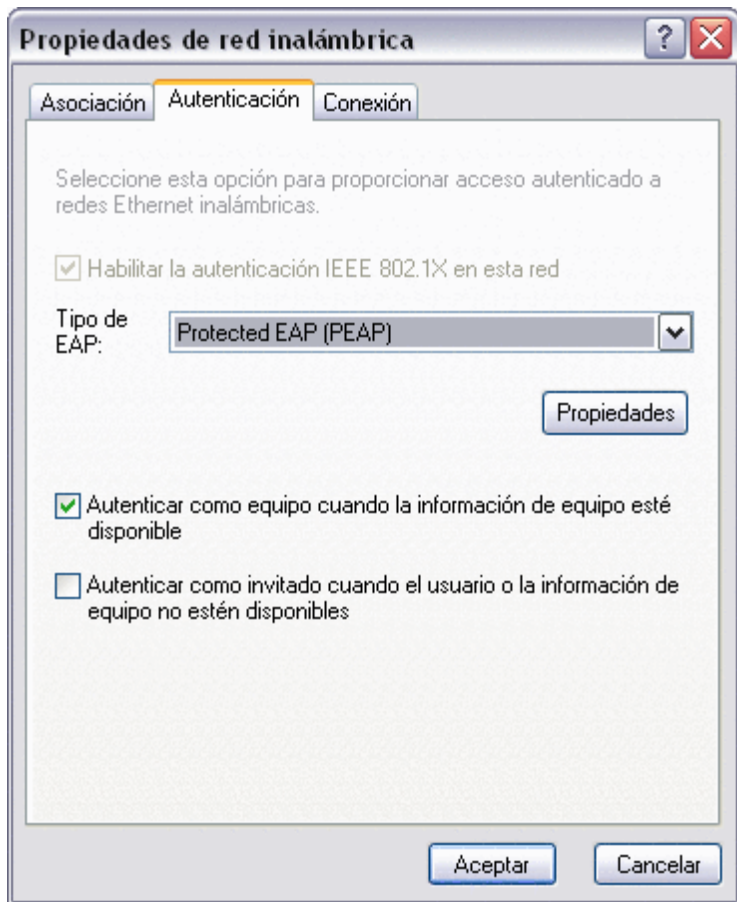 Propiedades de red inalámbrica
?
Asociación
Autenticación
Conexión
Seleccione esta opción para proporcionar acceso autenticado a
redes Ethernet inalámbricas.
Habilitar la autenticación IEEE 802.1X en esta red
Tipo de
EAP:
Protected EAP (PEAP)
Propiedades
Autenticar como equipo cuando la información de equipo esté
disponible
Autenticar como invitado cuando el usuario o la información de
equipo no estén disponibles
Aceptar
Cancelar